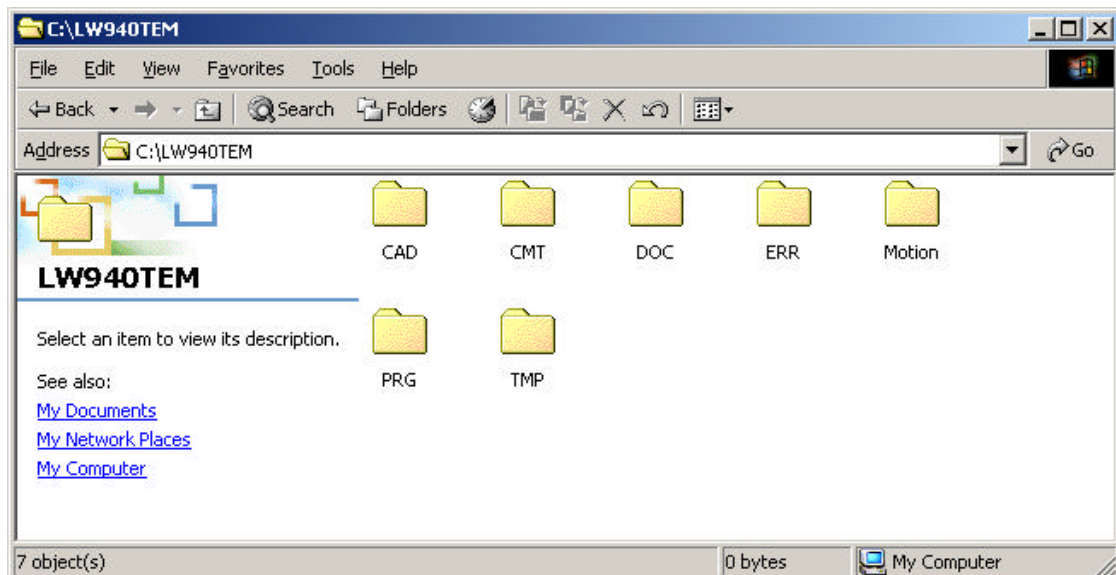 C:\LW940TEM
File Edit View Favorites Tools Help
Back Search Folders
Address C:\LW940TEM Go
LW940TEM
Select an item to view its description.
See also:
My Documents
My Network Places
My Computer
CAD CMT DOC ERR Motion
PRG TMP
7 object(s) 0 bytes My Computer